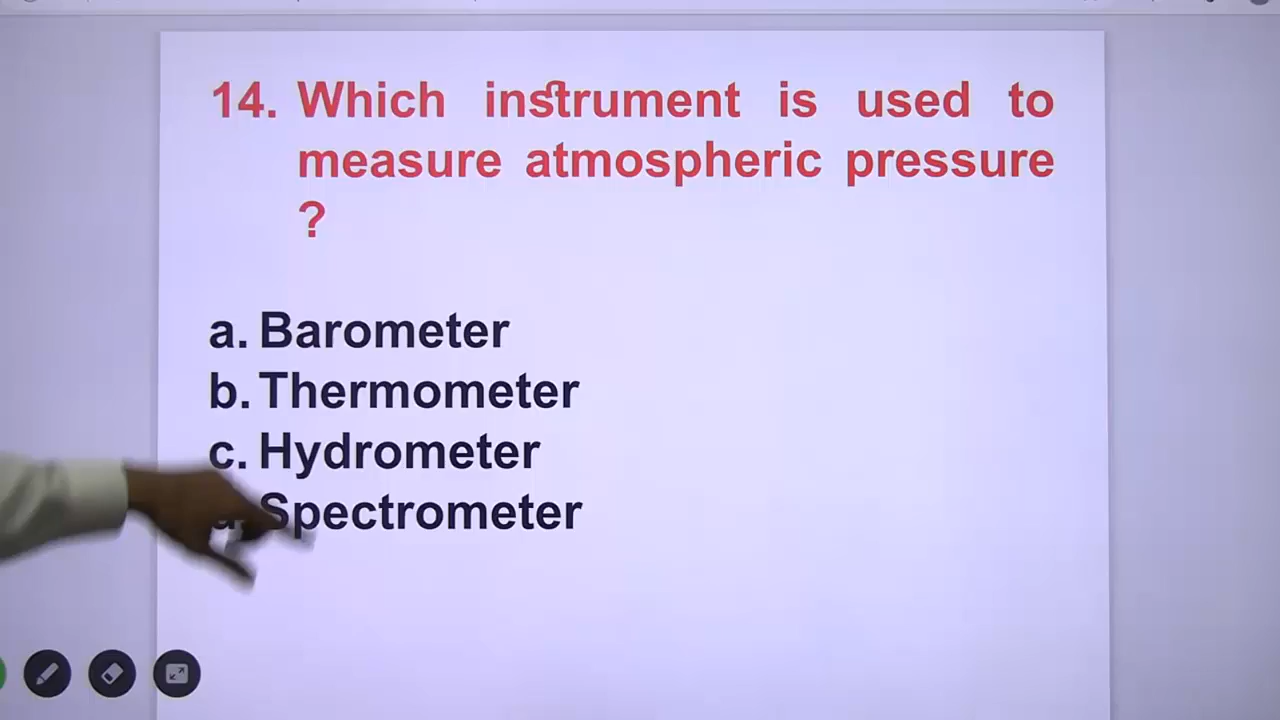 14. Which instrument is used to
measure atmospheric pressure
?
a. Barometer
b. Thermometer
c. Hydrometer
d. Spectrometer